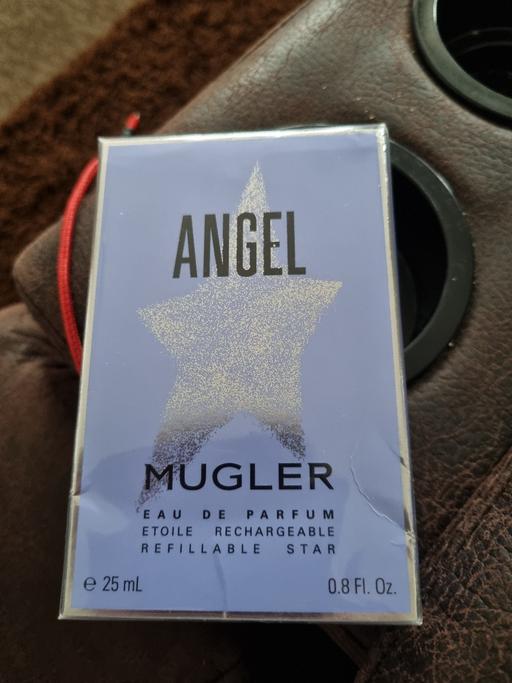 ANGEL
MUGLER
EAU DE PARFUM
ETOILE RECHARGEABLE
REFILLABLE STAR
℮ 25 mL 0.8 Fl. Oz.